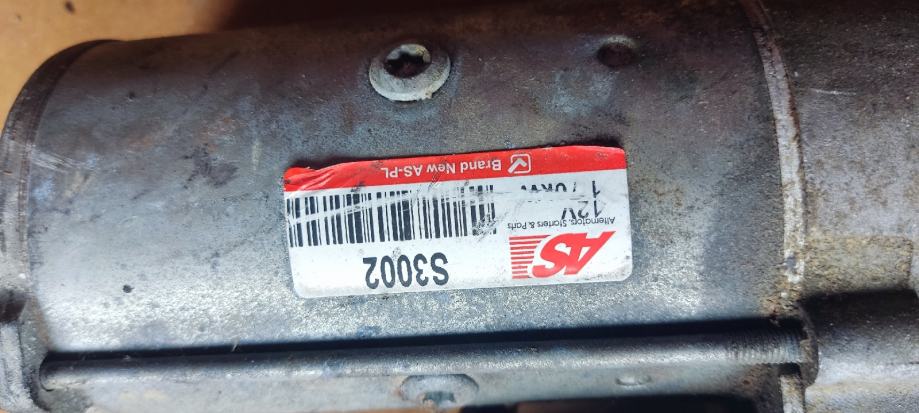 AS
S3002
Alternators, Starters & Parts
12V
Brand New AS-PL